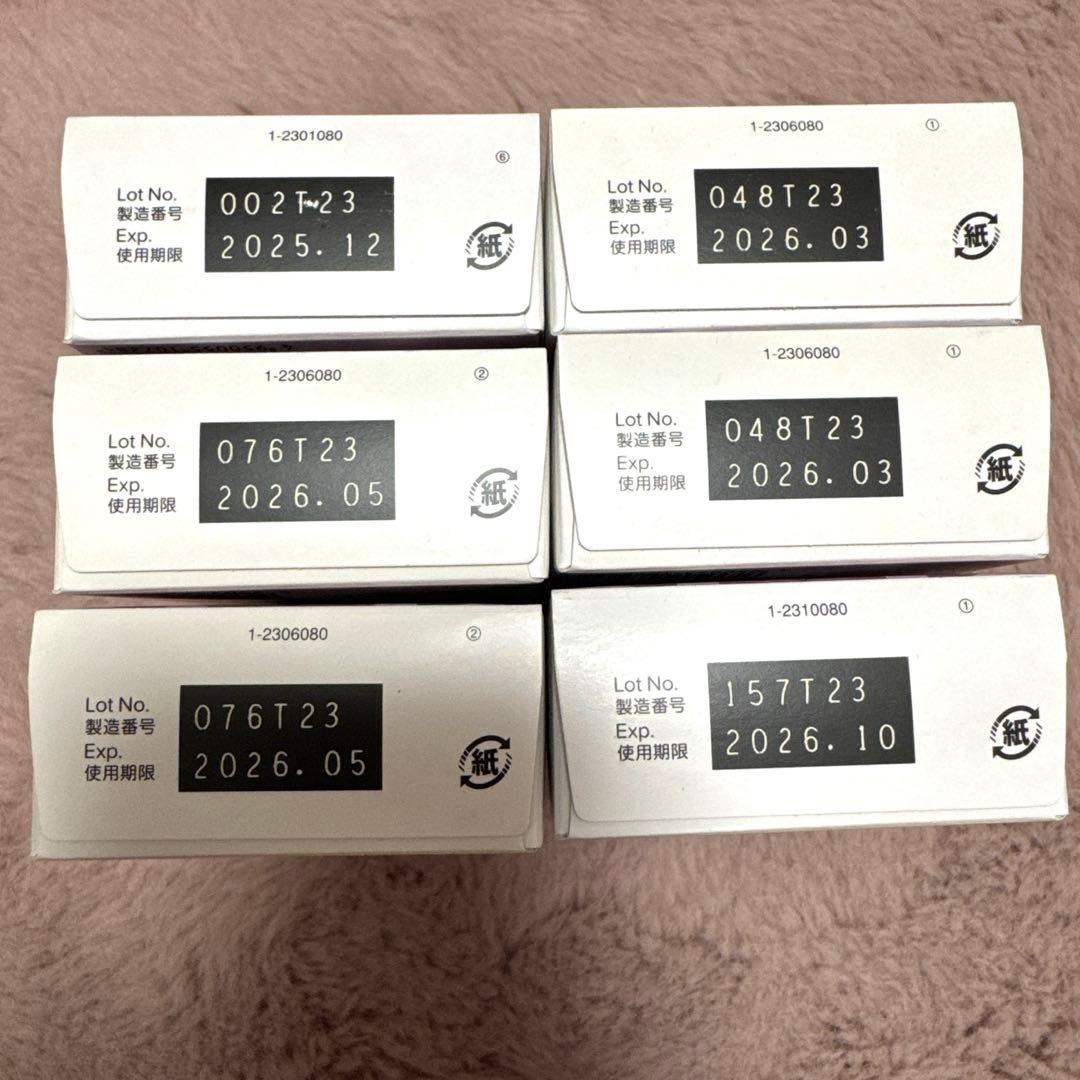 1-2301080
⑥
Lot No.
製造番号
002T23
Exp.
使用期限
2025.12
紙
1-2306080
①
Lot No.
製造番号
048T23
Exp.
使用期限
2026.03
紙
1-2306080
②
Lot No.
製造番号
076T23
Exp.
使用期限
2026.05
紙
1-2306080
①
Lot No.
製造番号
048T23
Exp.
使用期限
2026.03
紙
1-2306080
②
Lot No.
製造番号
076T23
Exp.
使用期限
2026.05
紙
1-2310080
①
Lot No.
製造番号
157T23
Exp.
使用期限
2026.10
紙